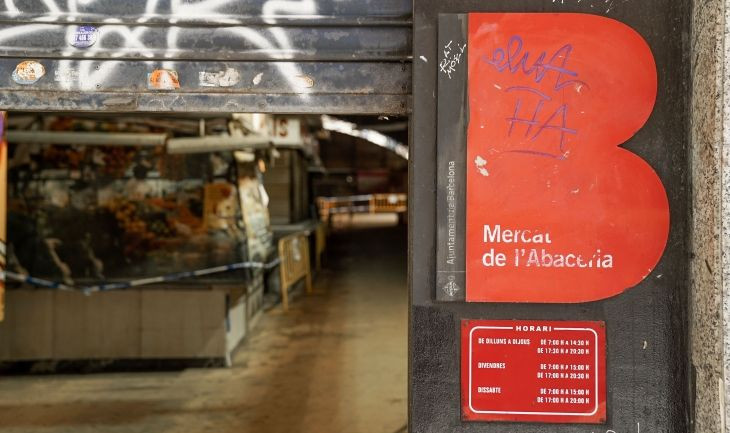 Ajuntament de Barcelona
Mercat
de l'Abaceria
HORARI
DE DILLUNS A DIJOUS DE 7:00 H A 14:30 H
DE 17:30 H A 20:30 H
DIVENDRES DE 7:00 H A 15:00 H
DE 17:00 H A 20:30 H
DISSABTE DE 7:00 H A 15:00 H
DE 17:00 H A 20:00 H